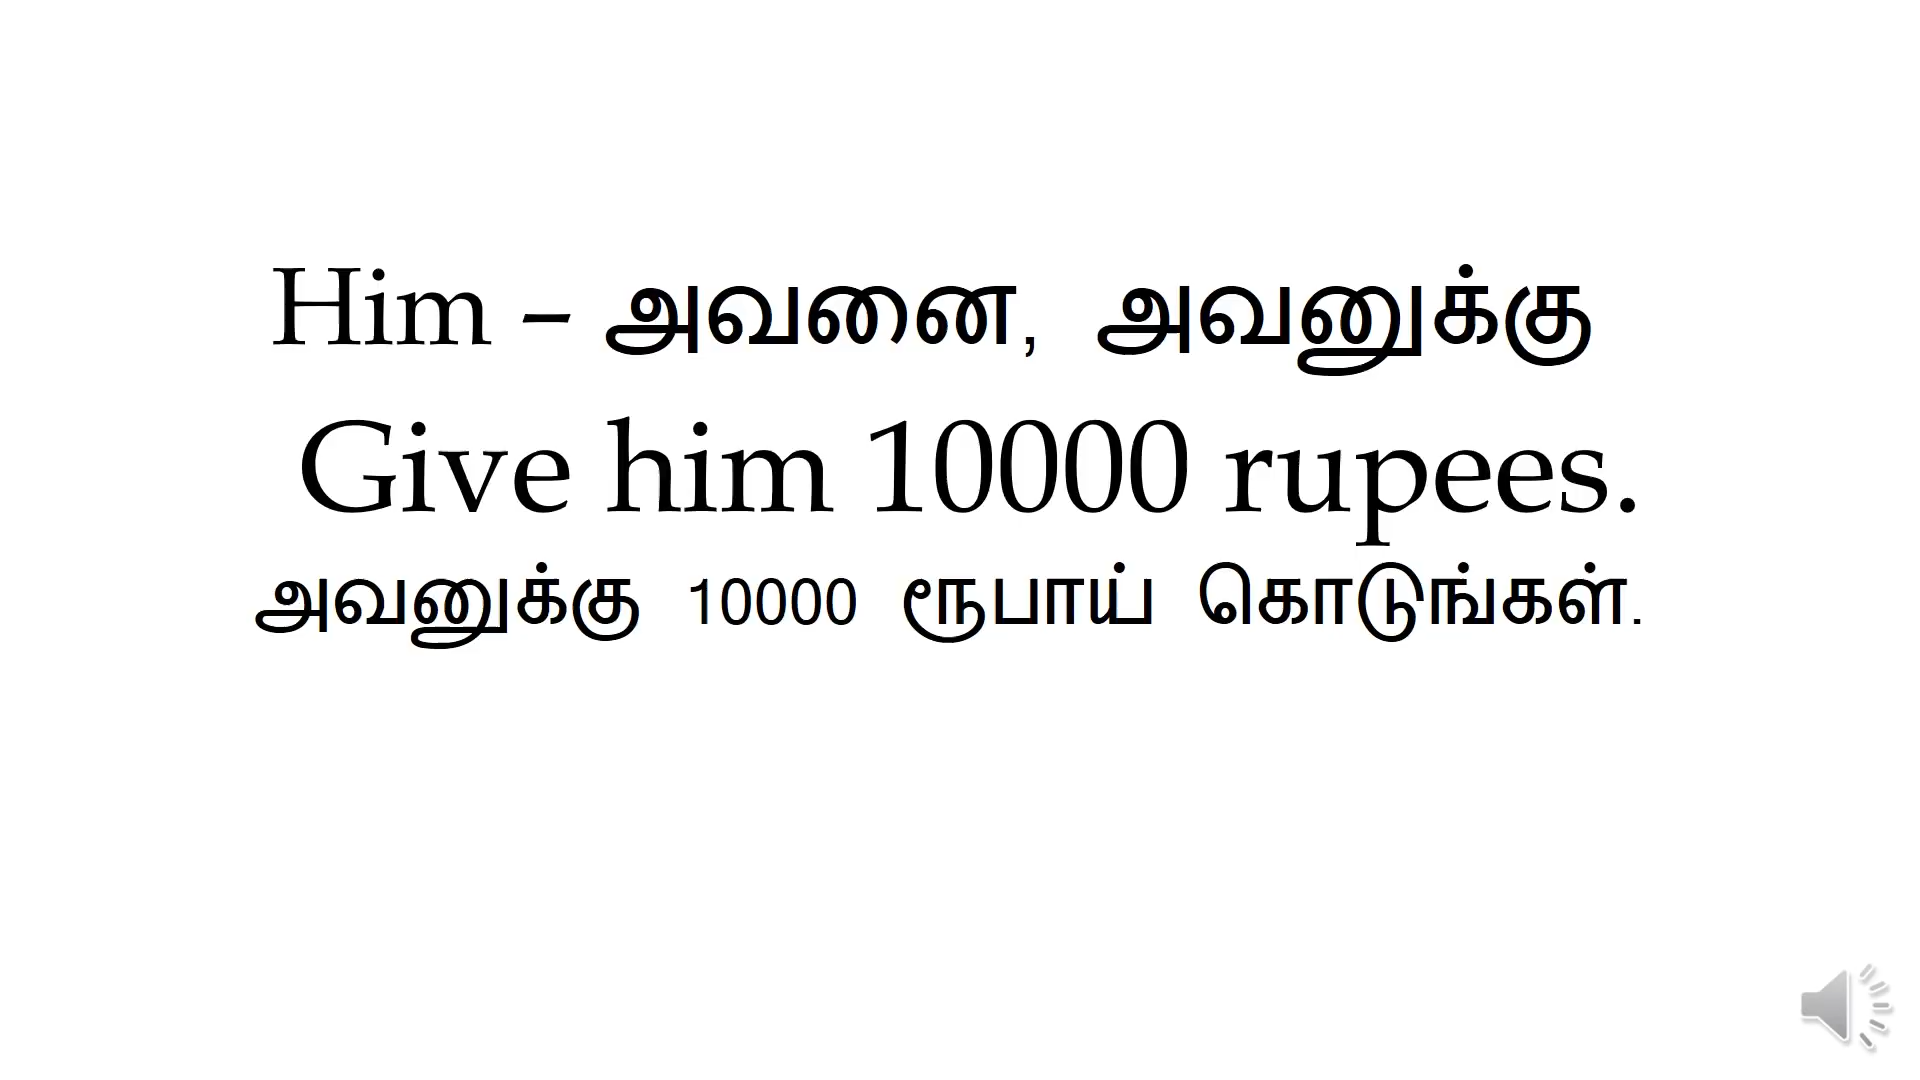 Him – அவனை, அவனுக்கு
Give him 10000 rupees.
அவனுக்கு 10000 ரூபாய் கொடுங்கள்.